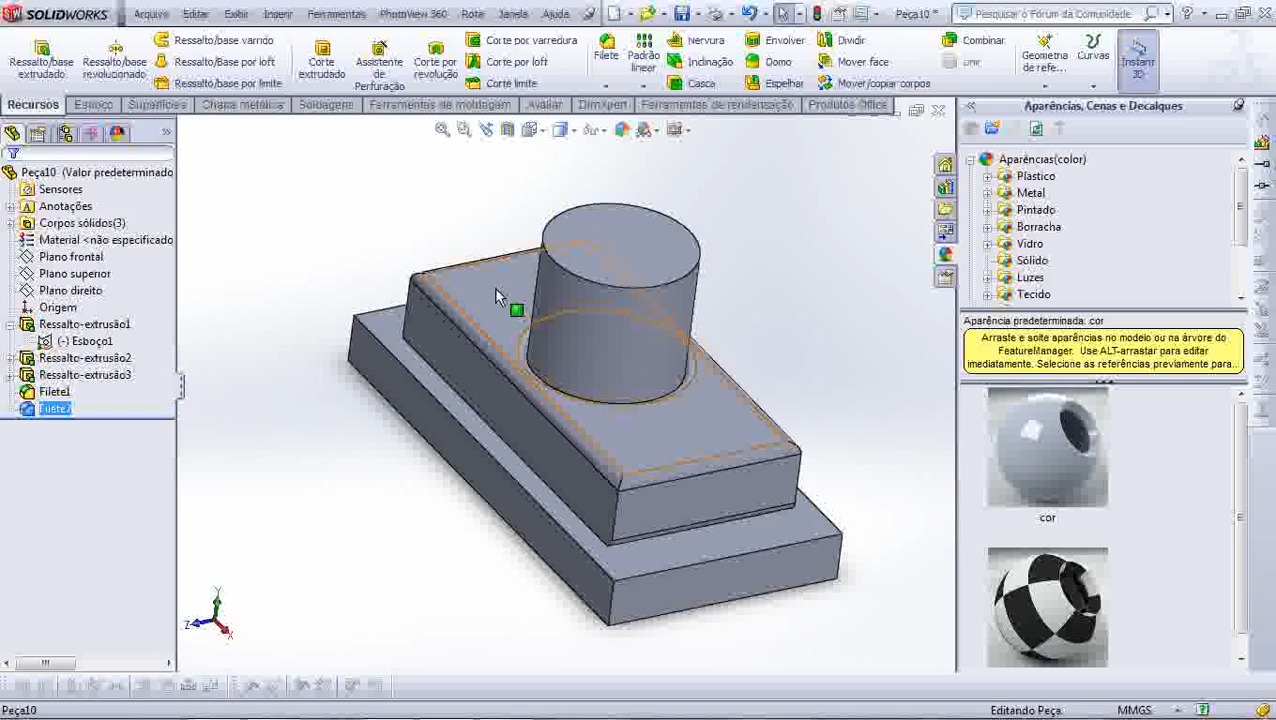 SOLIDWORKS Arquivo Editar Exibir Inserir Ferramentas PhotoView 360 Rota Janela Ajuda Peça10 * Pesquisar o Fórum da Comunidade
Ressalto/base extrudado
Ressalto/base revolucionado
Ressalto/base varrido
Ressalto/base por loft
Ressalto/base por limite
Corte extrudado
Assistente de Perfuração
Corte por revolução
Corte por varredura
Corte por loft
Corte limite
Filete
Padrão linear
Nervura
Inclinação
Casca
Envolver
Domo
Espelhar
Dividir
Mover face
Mover/copiar corpos
Combinar
Unir
Geometria de refe...
Curvas
Instant 3D
Recursos Esboço Superfícies Chapa metálica Soldagens Ferramentas de moldagem Avaliar DimXpert Ferramentas de renderização Produtos Office
Peça10 (Valor predeterminado
Sensores
Anotações
Corpos sólidos(3)
Material <não especificado
Plano frontal
Plano superior
Plano direito
Origem
Ressalto-extrusão1
(-) Esboço1
Ressalto-extrusão2
Ressalto-extrusão3
Filete1
Filete2
Y
Z
X
Aparências, Cenas e Decalques
Aparências(color)
Plástico
Metal
Pintado
Borracha
Vidro
Sólido
Luzes
Tecido
Aparência predeterminada: cor
Arraste e solte aparências no modelo ou na árvore do
FeatureManager. Use ALT-arrastar para editar
imediatamente. Selecione as referências previamente para...
cor
Peça10 Editando Peça MMGS